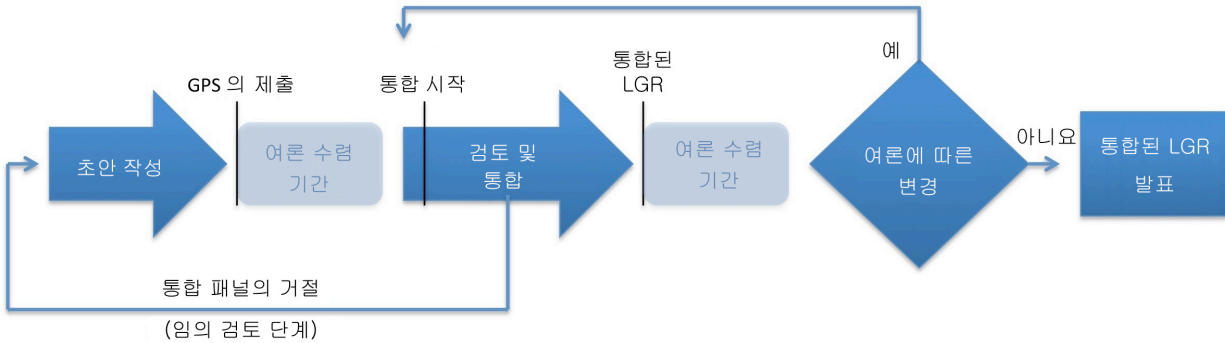 초안 작성
GPS 의 제출
여론 수렴
기간
통합 시작
검토 및
통합
통합된
LGR
여론 수렴
기간
예
여론에 따른
변경
아니요
통합된 LGR
발표
통합 패널의 거절
(임의 검토 단계)